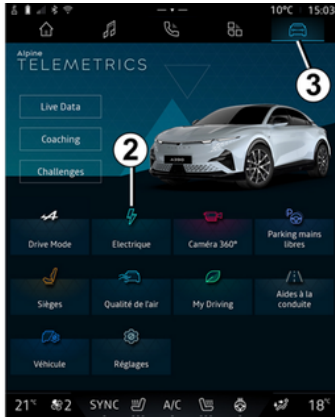 10°C 15:03
Alpine
TELEMETRICS
3
Live Data
Coaching
2
Challenges
A390
Drive Mode
Electrique
Caméra 360°
Parking mains
libres
Sièges
Qualité de l'air
My Driving
Aides à la
conduite
Véhicule
Réglages
21°C 2 SYNC A/C 18°C